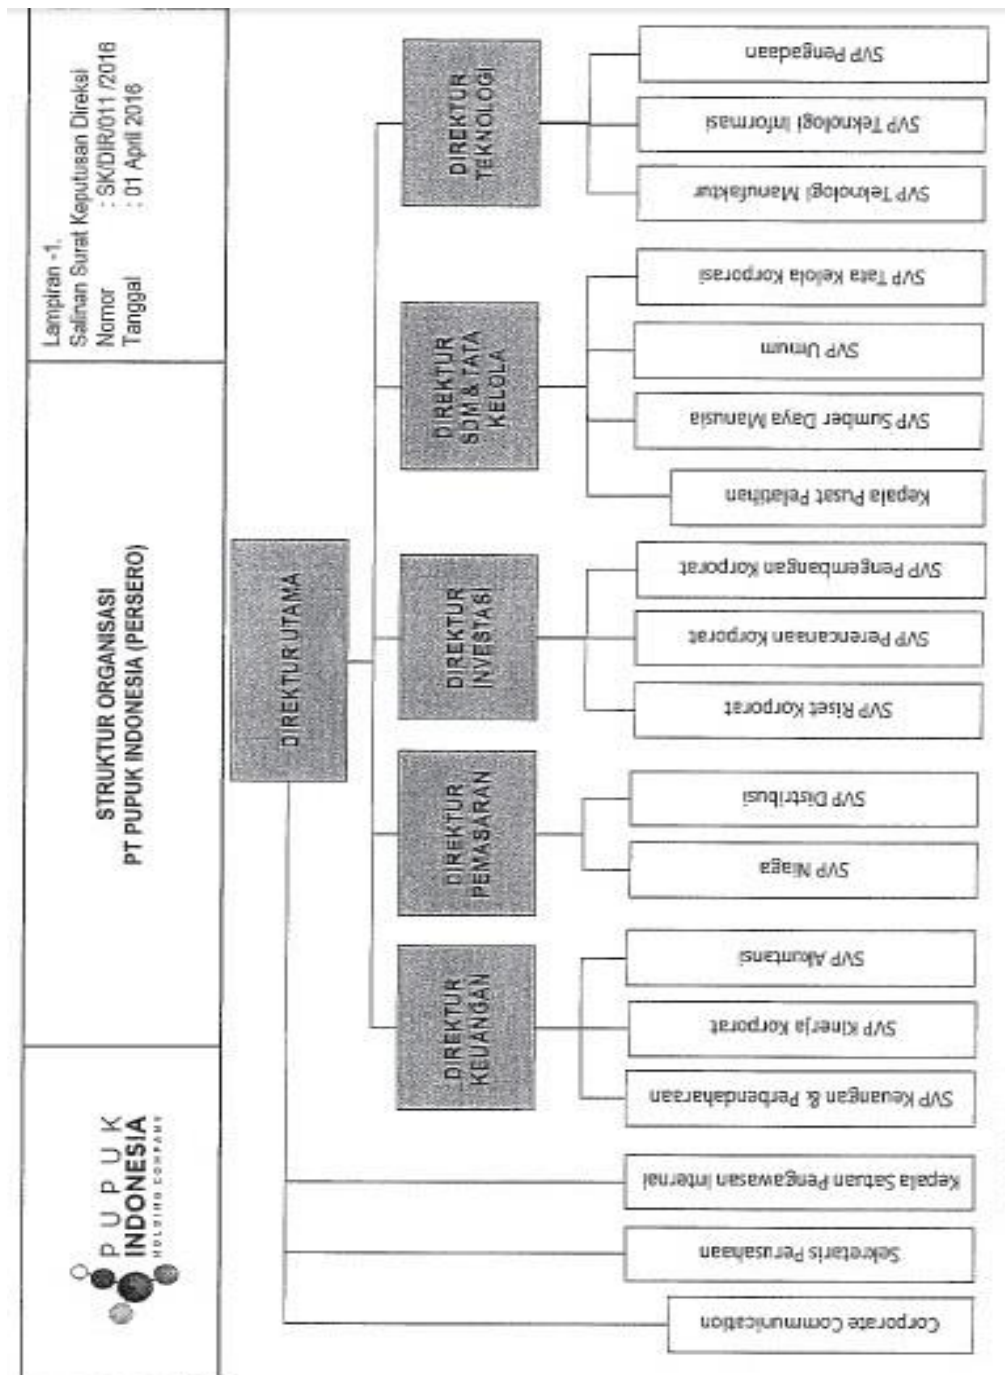 PUPUK
INDONESIA
HOLDING COMPANY
STRUKTUR ORGANISASI
PT PUPUK INDONESIA (PERSERO)
Lampiran -1.
Salinan Surat Keputusan Direksi
Nomor : SK/DIR/011 /2016
Tanggal : 01 April 2016
DIREKTUR UTAMA
DIREKTUR
KEUANGAN
DIREKTUR
PEMASARAN
DIREKTUR
INVESTASI
DIREKTUR
SDM & TATA
KELOLA
DIREKTUR
TEKNOLOGI
Corporate Communication
Sekretaris Perusahaan
Kepala Satuan Pengawasan Internal
SVP Keuangan & Perbendaharaan
SVP Kinerja Korporat
SVP Akuntansi
SVP Niaga
SVP Distribusi
SVP Riset Korporat
SVP Perencanaan Korporat
SVP Pengembangan Korporat
Kepala Pusat Pelatihan
SVP Sumber Daya Manusia
SVP Umum
SVP Tata Kelola Korporasi
SVP Teknologi Manufaktur
SVP Teknologi Informasi
SVP Pengadaan